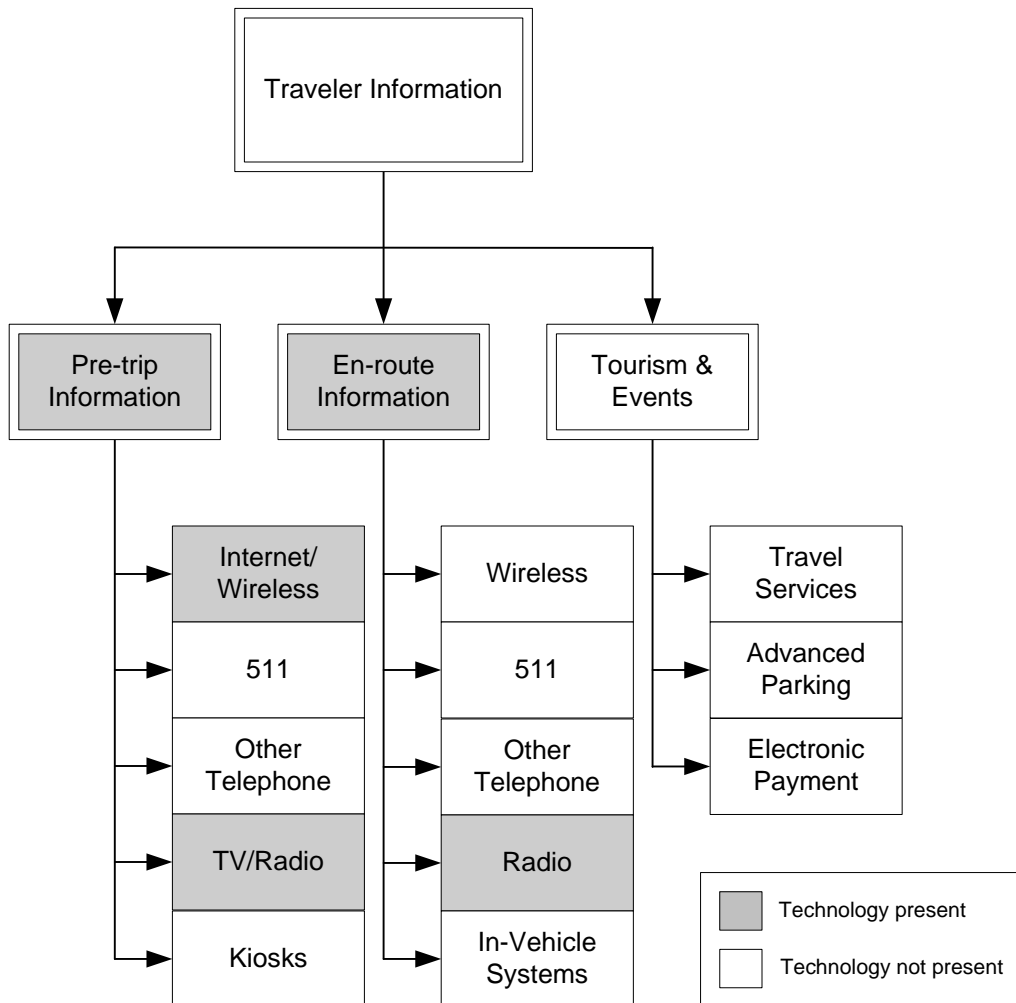 Traveler Information
Pre-trip
Information
En-route
Information
Tourism &
Events
Internet/
Wireless
511
Other
Telephone
TV/Radio
Kiosks
Wireless
511
Other
Telephone
Radio
In-Vehicle
Systems
Travel
Services
Advanced
Parking
Electronic
Payment
Technology present
Technology not present